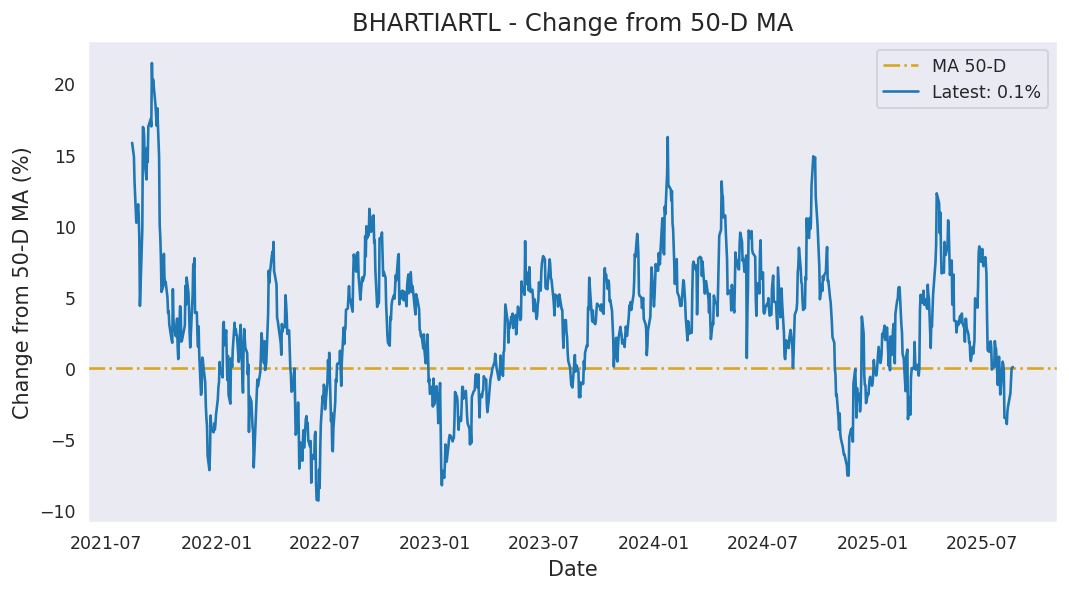 BHARTIARTL - Change from 50-D MA
MA 50-D
Latest: 0.1%
Change from 50-D MA (%)
20
15
10
5
0
−5
−10
2021-07 2022-01 2022-07 2023-01 2023-07 2024-01 2024-07 2025-01 2025-07
Date